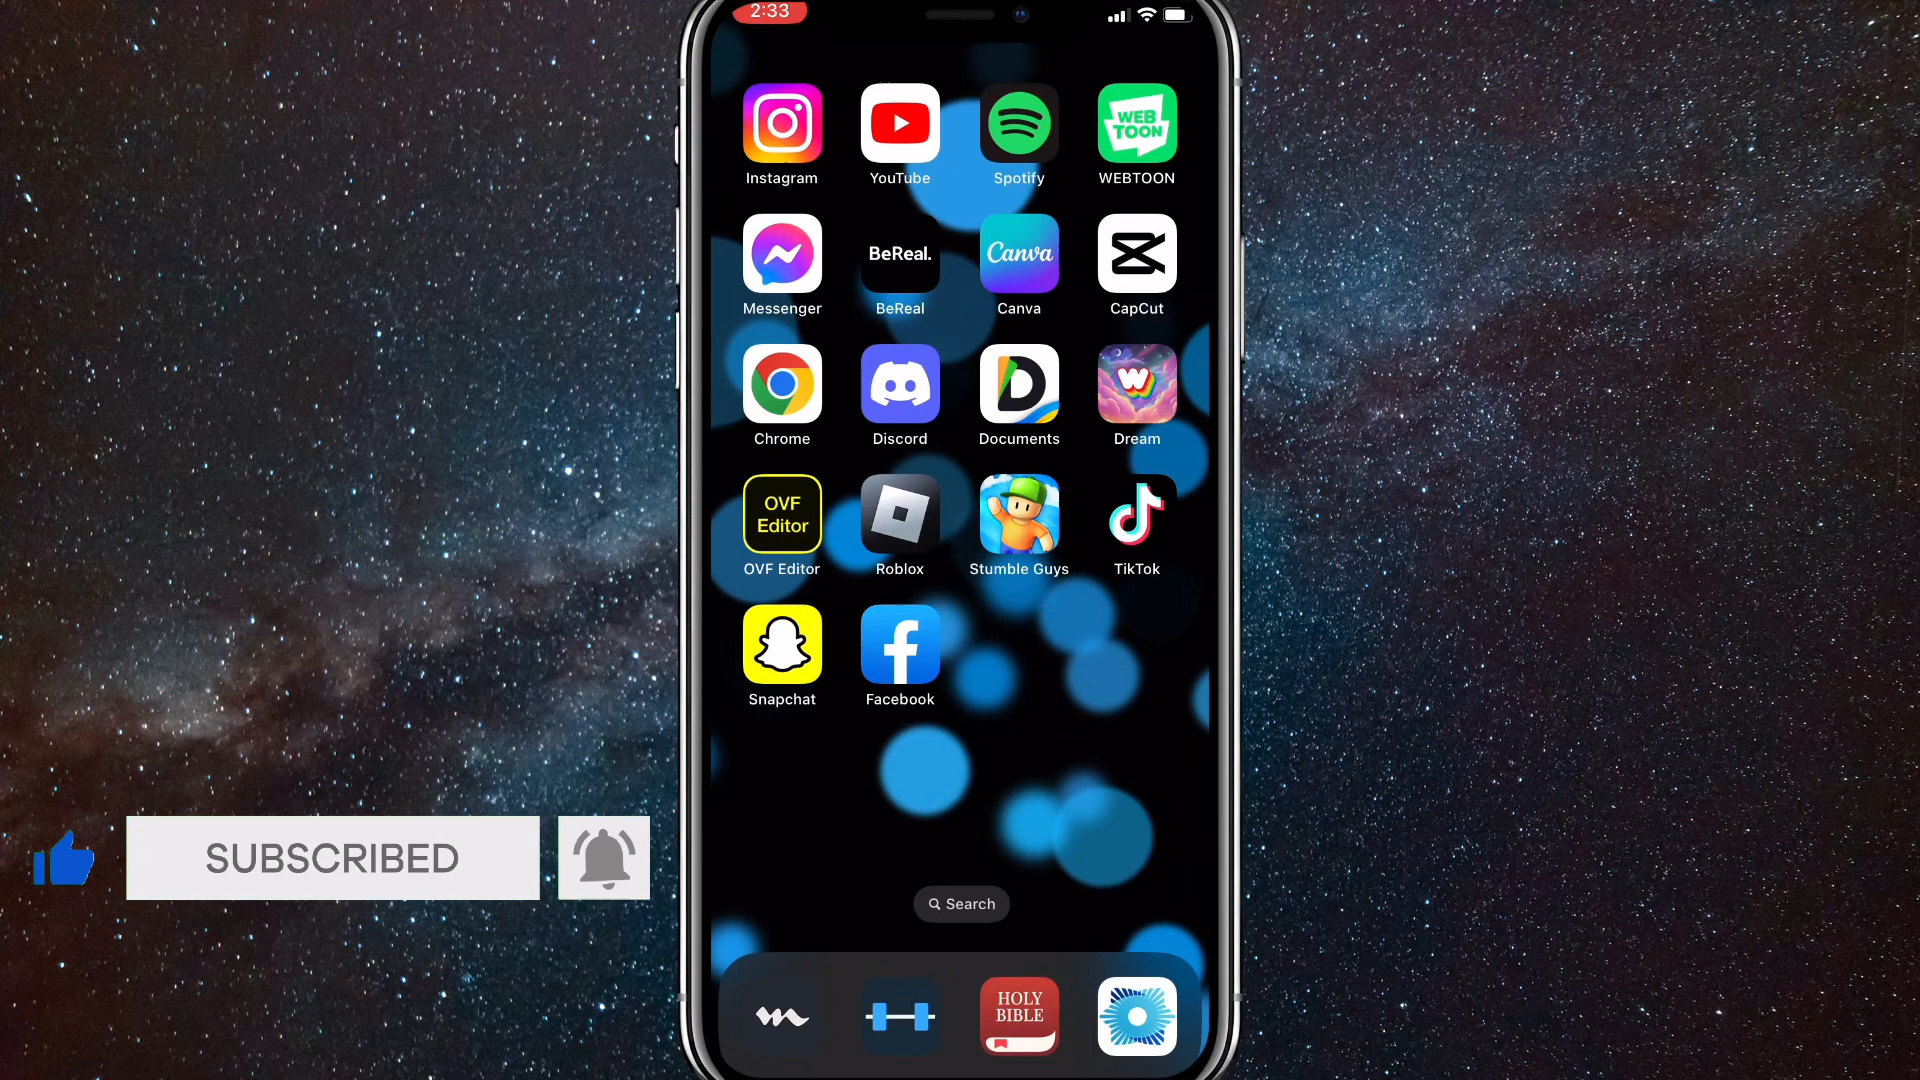 2:33
Instagram
YouTube
Spotify
WEB
TOON
WEBTOON
Messenger
BeReal.
BeReal
Canva
Canva
CapCut
Chrome
Discord
D
Documents
W
Dream
OVF
Editor
OVF Editor
Roblox
Stumble Guys
TikTok
Snapchat
f
Facebook
SUBSCRIBED
Search
HOLY
BIBLE